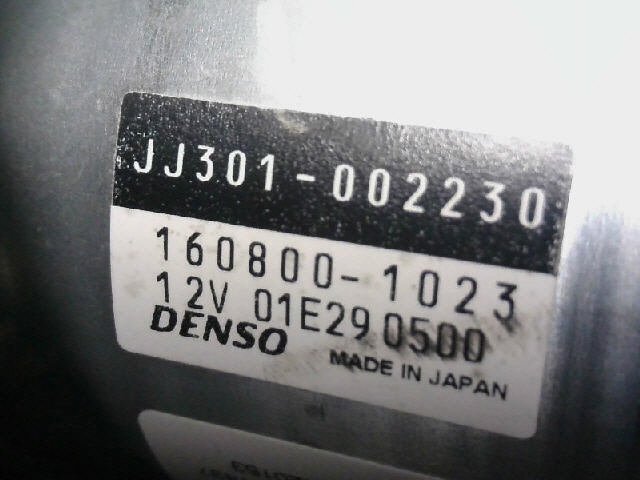 JJ301-002230
160800-1023
12V 01E290500
DENSO
MADE IN JAPAN